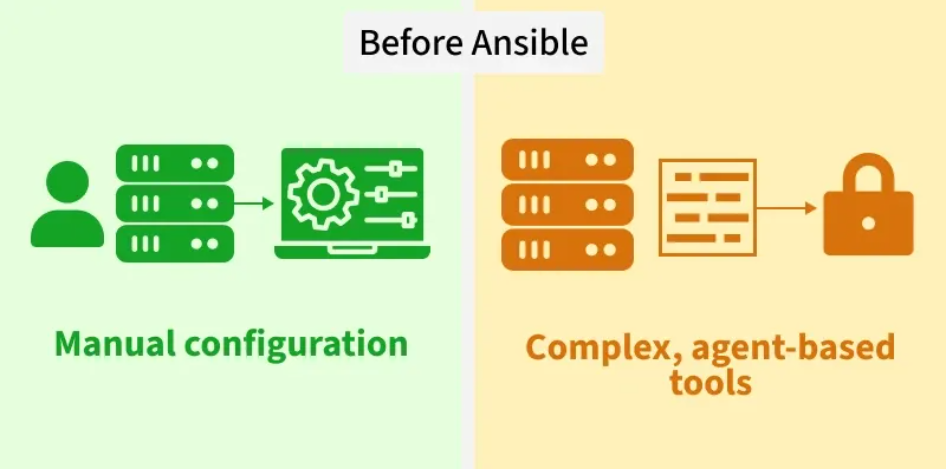 Before Ansible
Manual configuration
Complex, agent-based
tools